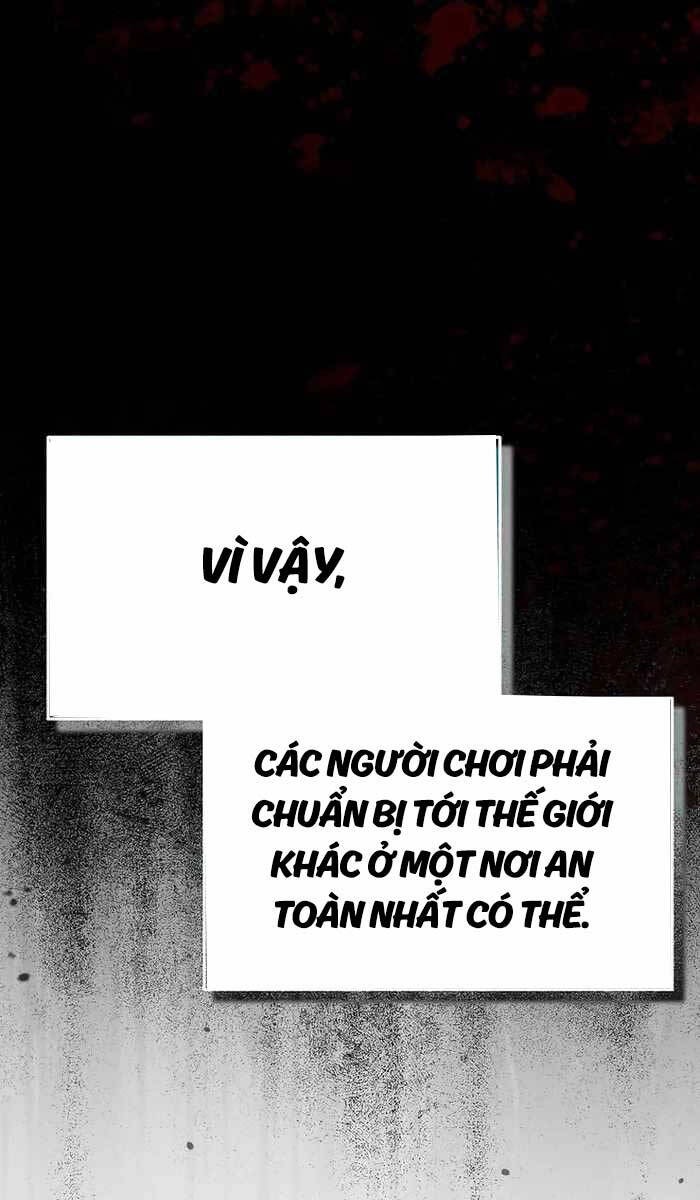 VÌ VẬY,
CÁC NGƯỜI CHƠI PHẢI
CHUẨN BỊ TỚI THẾ GIỚI
KHÁC Ở MỘT NƠI AN
TOÀN NHẤT CÓ THỂ.